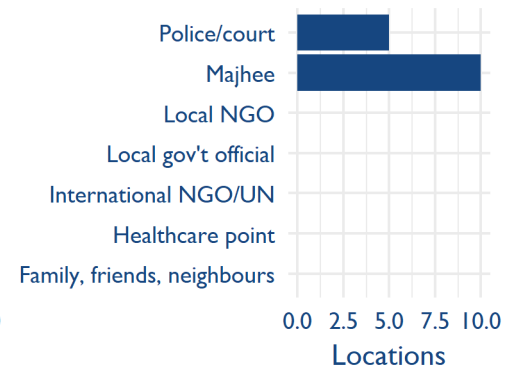 Police/court
Majhee
Local NGO
Local gov't official
International NGO/UN
Healthcare point
Family, friends, neighbours
0.0 2.5 5.0 7.5 10.0
Locations